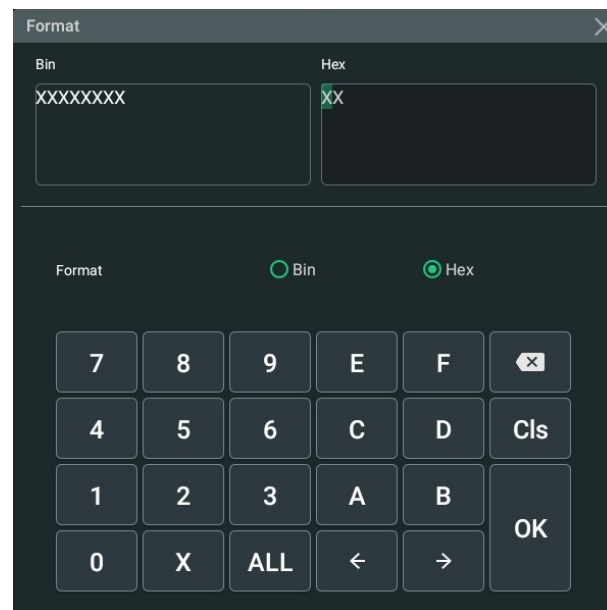 Format
Bin Hex
XXXXXXXX XX
Format Bin Hex
7 8 9 E F
4 5 6 C D Cls
1 2 3 A B
OK
0 X ALL ← →